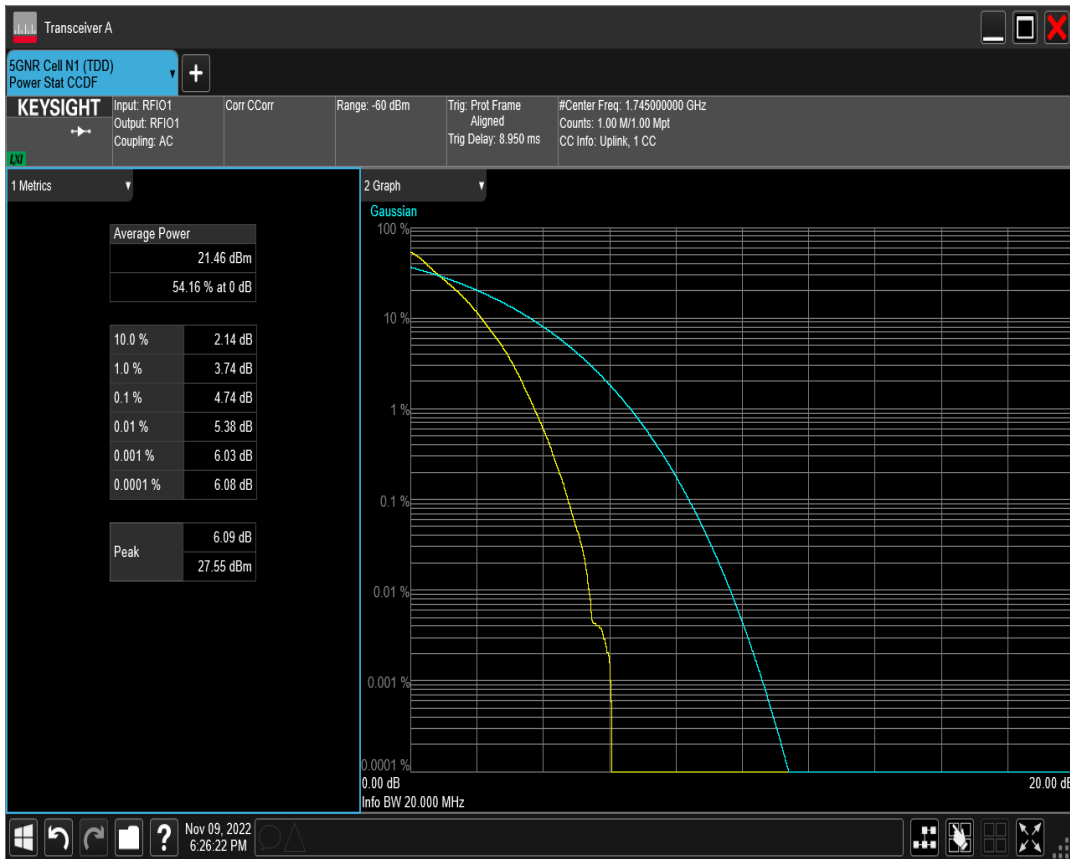 Transceiver A
5GNR Cell N1 (TDD)
Power Stat CCDF
+
KEYSIGHT
LXI
Input: RFIO1
Output: RFIO1
Coupling: AC
Corr CCorr
Range: -60 dBm
Trig: Prot Frame
Aligned
Trig Delay: 8.950 ms
#Center Freq: 1.745000000 GHz
Counts: 1.00 M/1.00 Mpt
CC Info: Uplink, 1 CC
1 Metrics
Average Power
21.46 dBm
54.16 % at 0 dB
10.0 % 2.14 dB
1.0 % 3.74 dB
0.1 % 4.74 dB
0.01 % 5.38 dB
0.001 % 6.03 dB
0.0001 % 6.08 dB
Peak 6.09 dB
27.55 dBm
2 Graph
Gaussian
100 %
10 %
1 %
0.1 %
0.01 %
0.001 %
0.0001 %
0.00 dB 20.00 dB
Info BW 20.000 MHz
?
Nov 09, 2022
6:26:22 PM